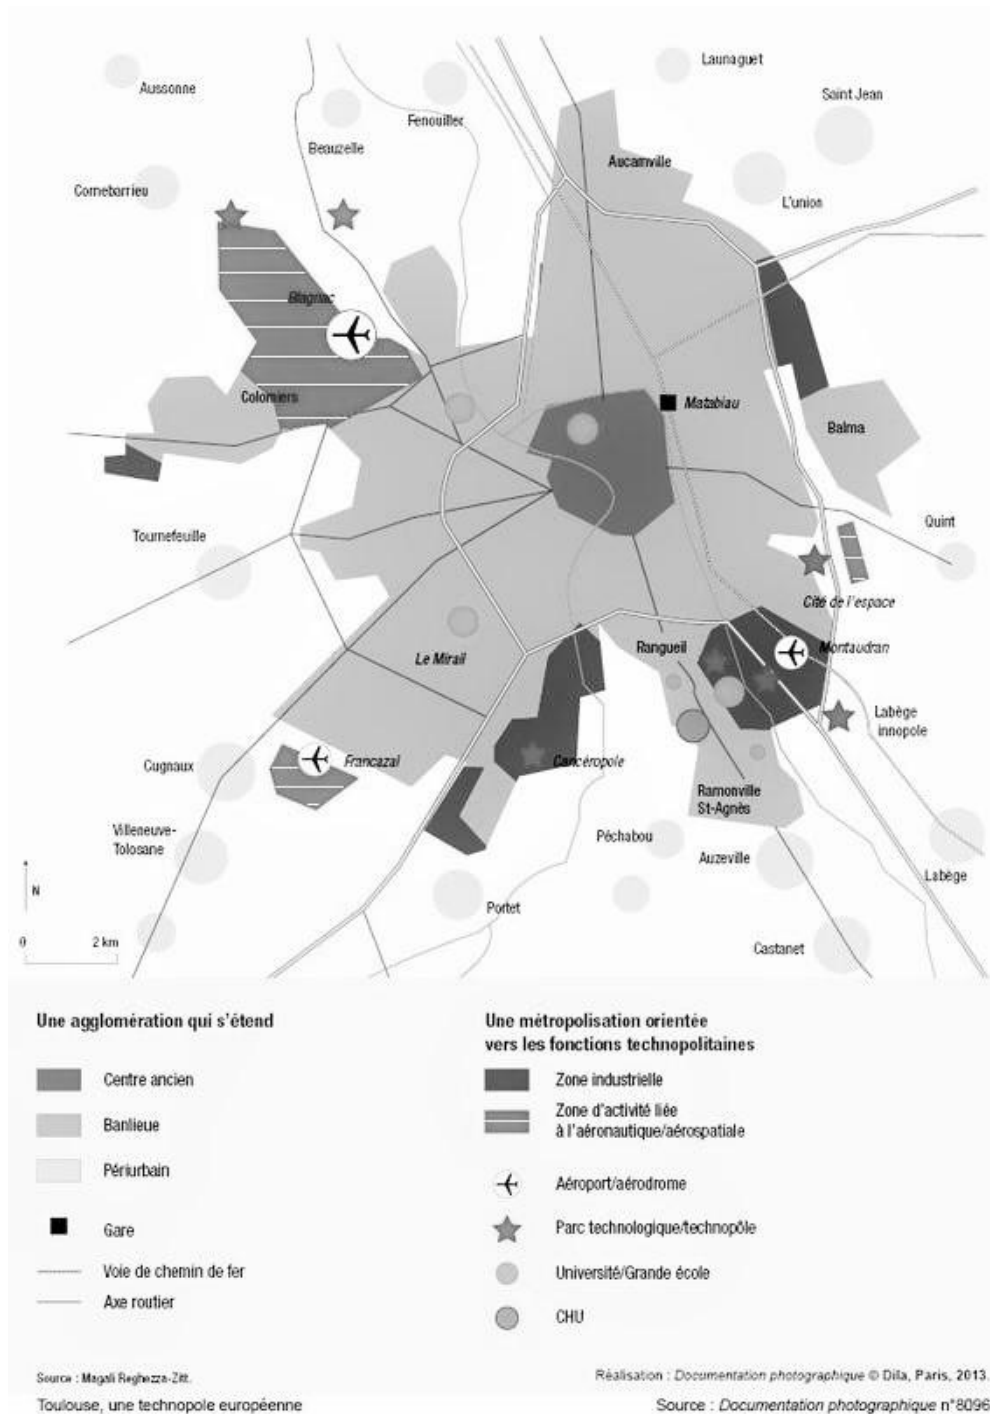 Launaguet
Aussonne
Saint Jean
Fenouiller
Beauzelle
Aucamville
Cornebarrieu
L'union
Blagnac
Colomiers
Matabiau
Balma
Quint
Tournefeuille
Cité de l'espace
Rangueil
Montaudran
Le Mirail
Labège
innopole
Cugnaux
Francazal
Cancéropole
Ramonville
St-Agnès
Villeneuve-
Tolosane
Péchabou
Auzeville
Labège
N
Portet
0 2 km
Castanet
Une agglomération qui s'étend
Centre ancien
Banlieue
Périurbain
Gare
Voie de chemin de fer
Axe routier
Une métropolisation orientée
vers les fonctions technopolitaines
Zone industrielle
Zone d'activité liée
à l'aéronautique/aérospatiale
Aéroport/aérodrome
Parc technologique/technopôle
Université/Grande école
CHU
Source : Magali Reghezza-Zitt.
Réalisation : Documentation photographique © Dila, Paris, 2013.
Toulouse, une technopole européenne
Source : Documentation photographique n°8096